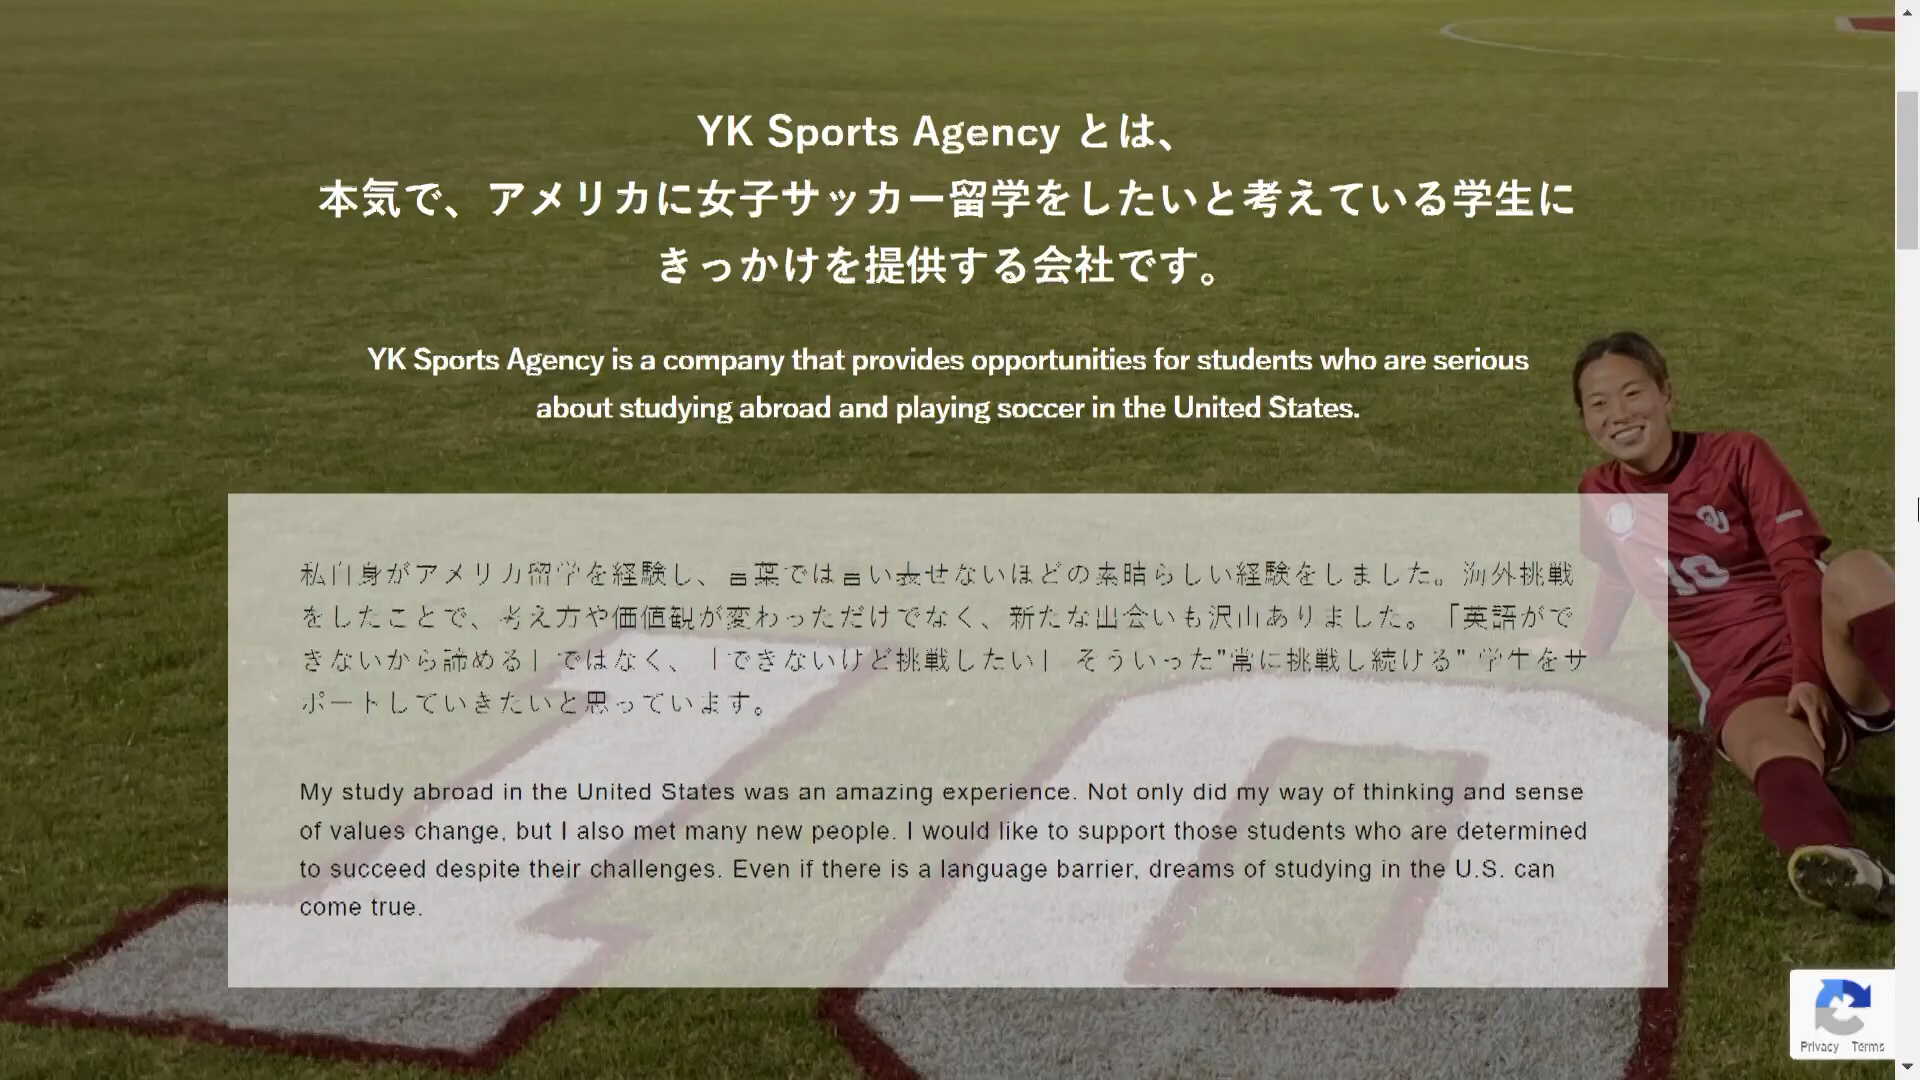 YK Sports Agency とは、
本気で、アメリカに女子サッカー留学をしたいと考えている学生に
きっかけを提供する会社です。
YK Sports Agency is a company that provides opportunities for students who are serious
about studying abroad and playing soccer in the United States.
私自身がアメリカ留学を経験し、言葉では言い表せないほどの素晴らしい経験をしました。海外挑戦
をしたことで、考え方や価値観が変わっただけでなく、新たな出会いも沢山ありました。「英語がで
きないから諦める」ではなく、「できないけど挑戦したい」 そういった"常に挑戦し続ける" 学生をサ
ポートしていきたいと思っています。
My study abroad in the United States was an amazing experience. Not only did my way of thinking and sense
of values change, but I also met many new people. I would like to support those students who are determined
to succeed despite their challenges. Even if there is a language barrier, dreams of studying in the U.S. can
come true.
OU
10
10
Privacy Terms